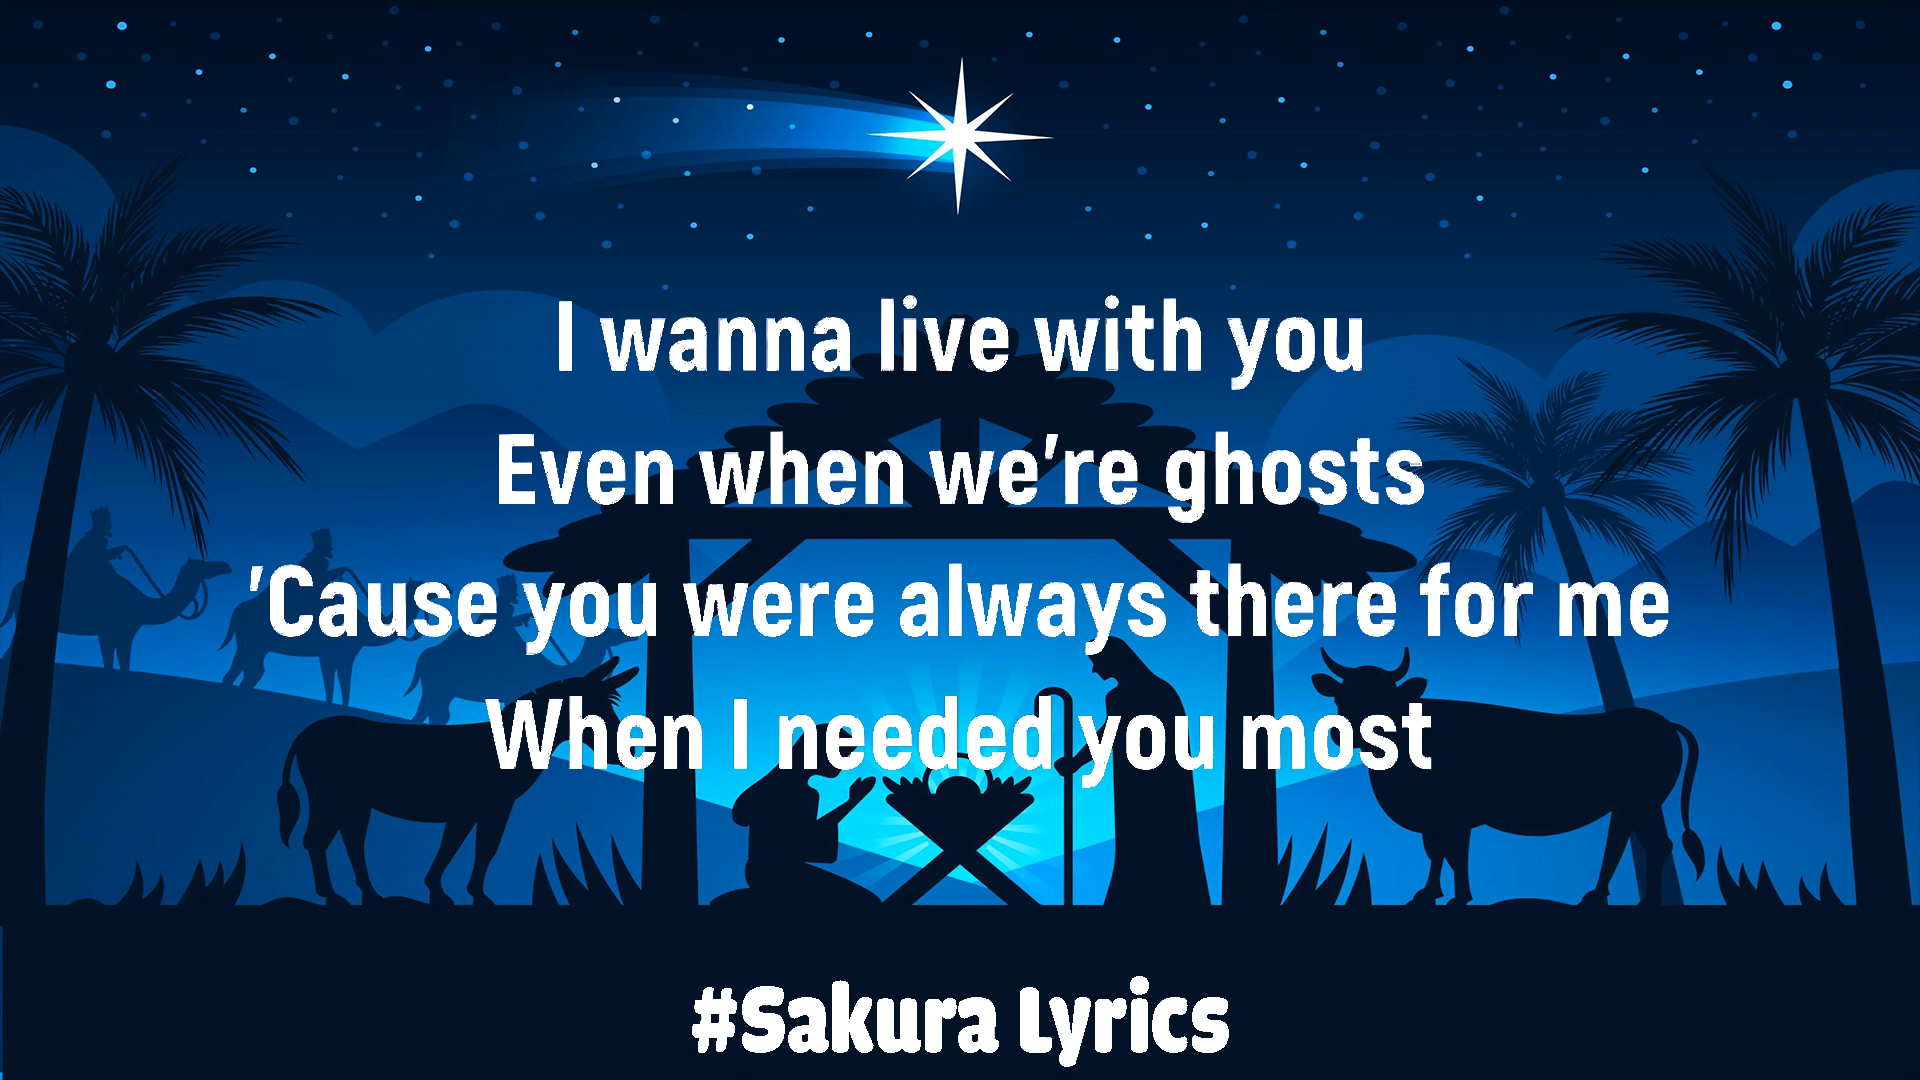 I wanna live with you
Even when we're ghosts
'Cause you were always there for me
When I needed you most
#Sakura Lyrics